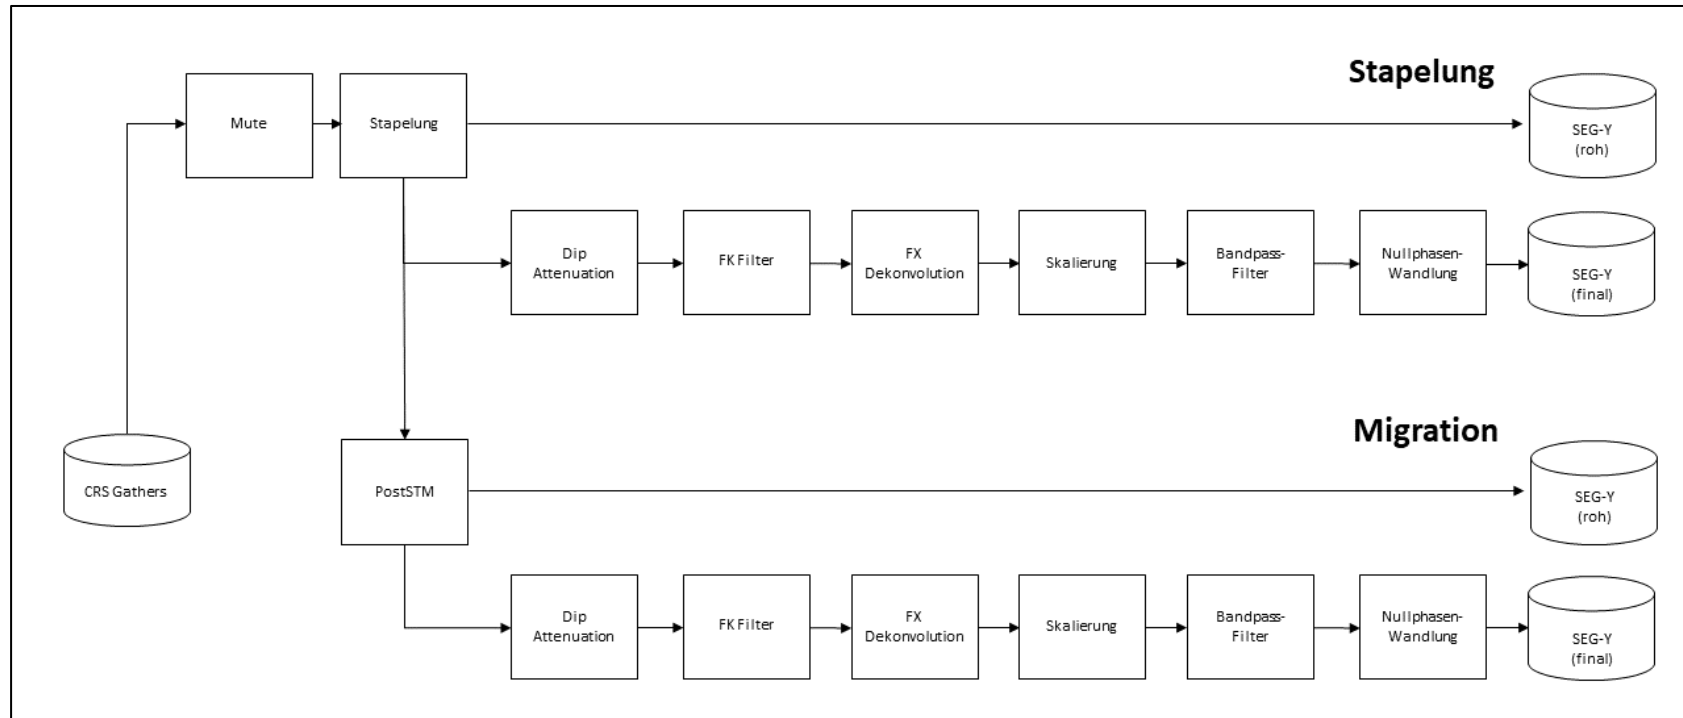 Stapelung
Mute
Stapelung
SEG-Y
(roh)
Dip
Attenuation
FK Filter
FX
Dekonvolution
Skalierung
Bandpass-
Filter
Nullphasen-
Wandlung
SEG-Y
(final)
Migration
CRS Gathers
PostSTM
SEG-Y
(roh)
Dip
Attenuation
FK Filter
FX
Dekonvolution
Skalierung
Bandpass-
Filter
Nullphasen-
Wandlung
SEG-Y
(final)